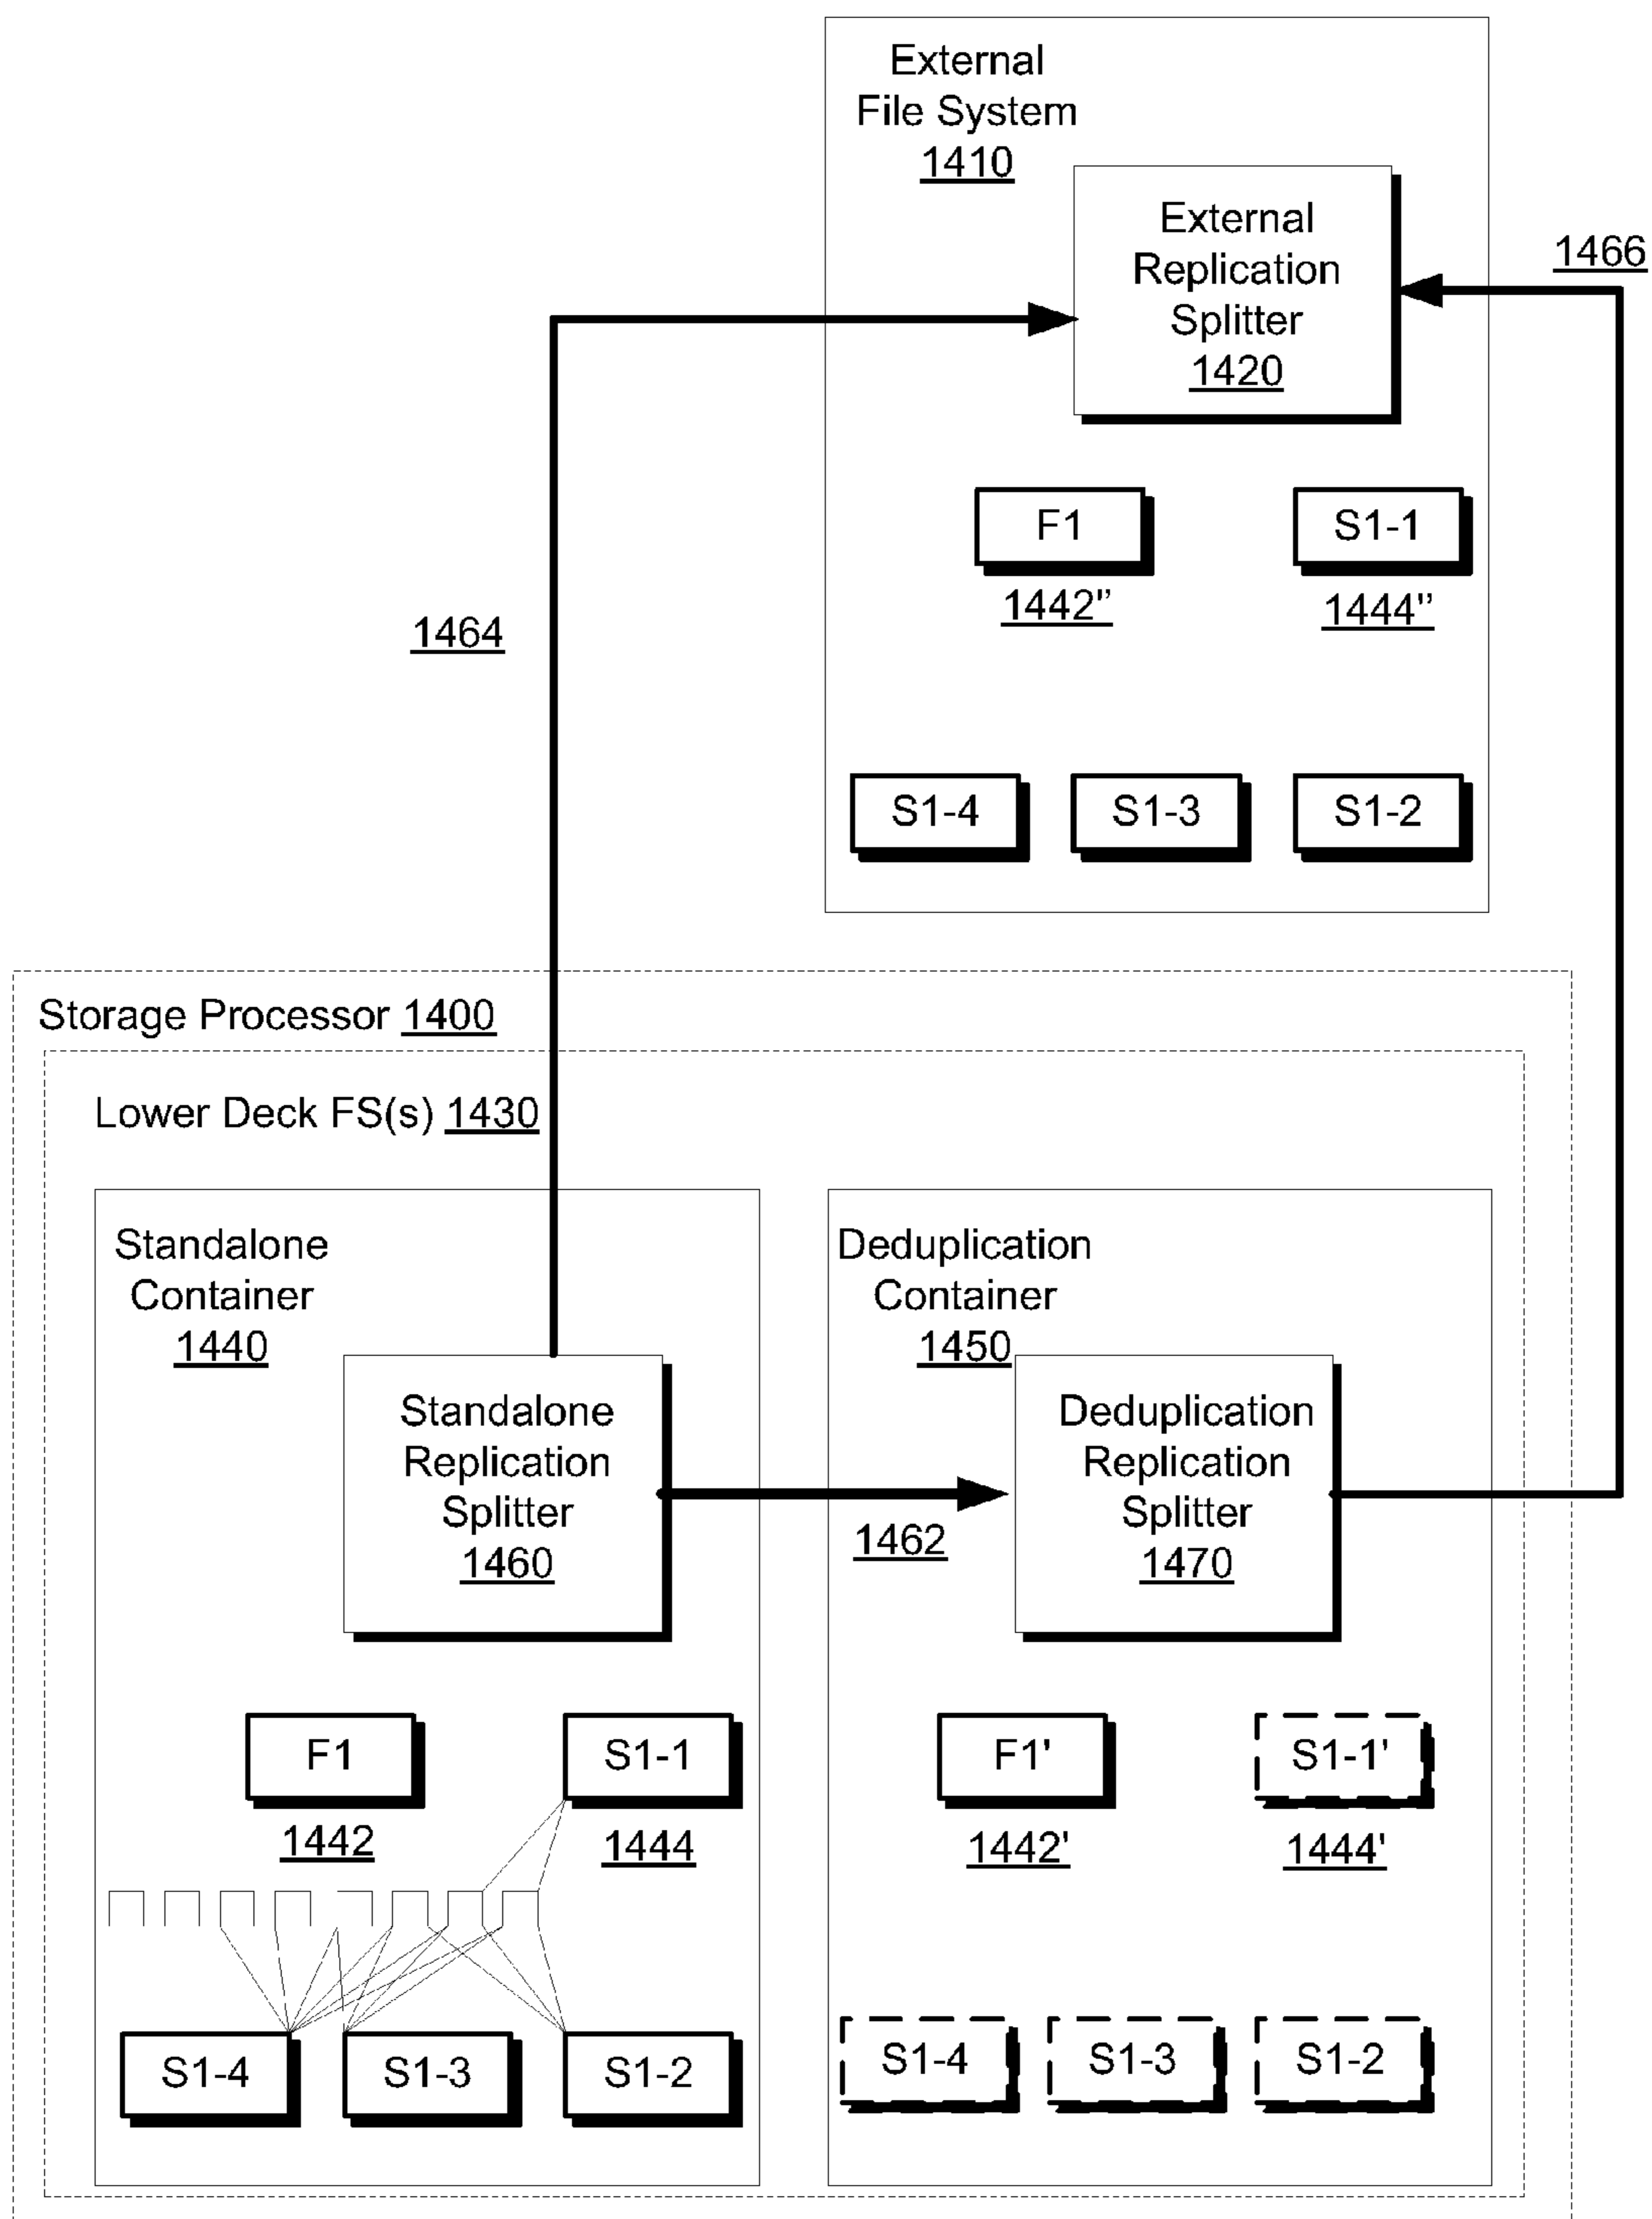 External
File System
1410
External
Replication
Splitter
1420
1466
F1
S1-1
1442"
1444"
1464
S1-4
S1-3
S1-2
Storage Processor 1400
Lower Deck FS(s) 1430
Standalone
Container
1440
Deduplication
Container
1450
Standalone
Replication
Splitter
1460
Deduplication
Replication
Splitter
1470
1462
F1
S1-1
F1'
S1-1'
1442
1444
1442'
1444'
S1-4
S1-3
S1-2
S1-4
S1-3
S1-2